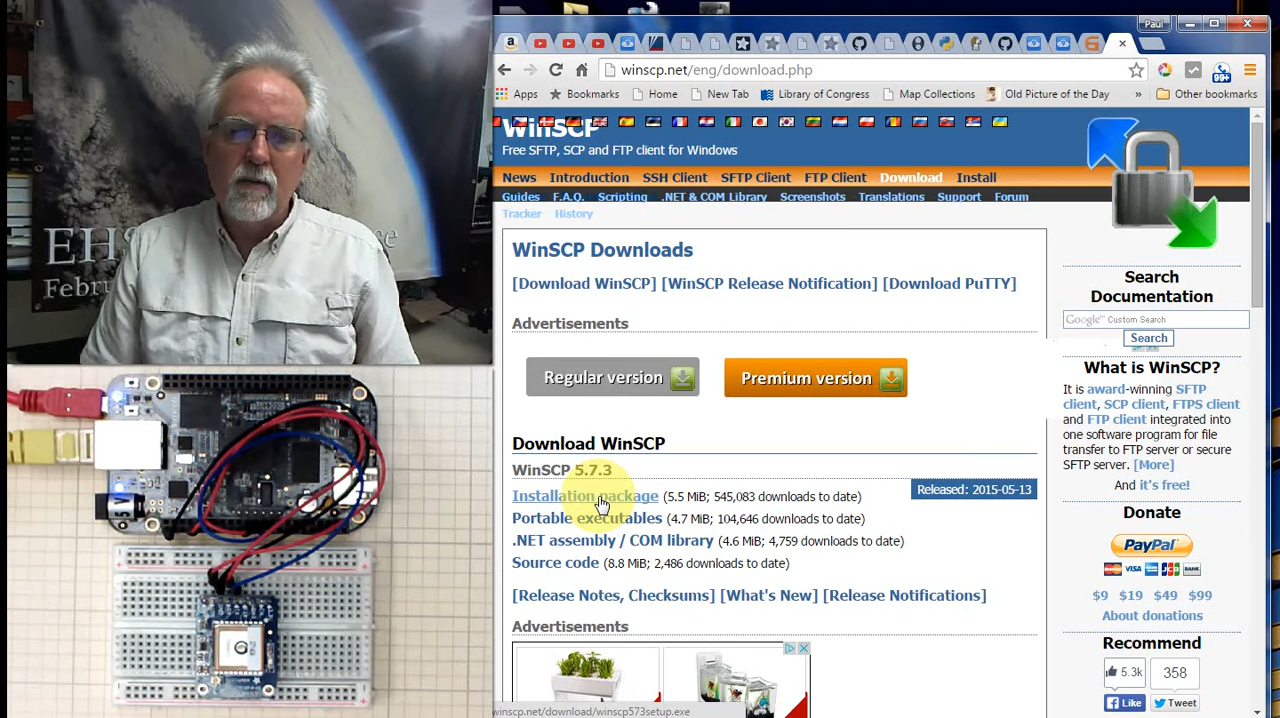 EHS
ce
Febru
Paul
winscp.net/eng/download.php
99+
Apps Bookmarks Home New Tab Library of Congress Map Collections Old Picture of the Day » Other bookmarks
WinSCP
Free SFTP, SCP and FTP client for Windows
News Introduction SSH Client SFTP Client FTP Client Download Install
Guides F.A.Q. Scripting .NET & COM Library Screenshots Translations Support Forum
Tracker History
WinSCP Downloads
[Download WinSCP] [WinSCP Release Notification] [Download PuTTY]
Advertisements
Regular version Premium version
Download WinSCP
WinSCP 5.7.3
Installation package (5.5 MiB; 545,083 downloads to date) Released: 2015-05-13
Portable executables (4.7 MiB; 104,646 downloads to date)
.NET assembly / COM library (4.6 MiB; 4,759 downloads to date)
Source code (8.8 MiB; 2,486 downloads to date)
[Release Notes, Checksums] [What's New] [Release Notifications]
Advertisements
winscp.net/download/winscp573setup.exe
Search
Documentation
Google™ Custom Search
Search
What is WinSCP?
It is award-winning SFTP
client, SCP client, FTPS client
and FTP client integrated into
one software program for file
transfer to FTP server or secure
SFTP server. [More]
And it's free!
Donate
PayPal
VISA BANK
$9 $19 $49 $99
About donations
Recommend
5.3k 358
Like Tweet